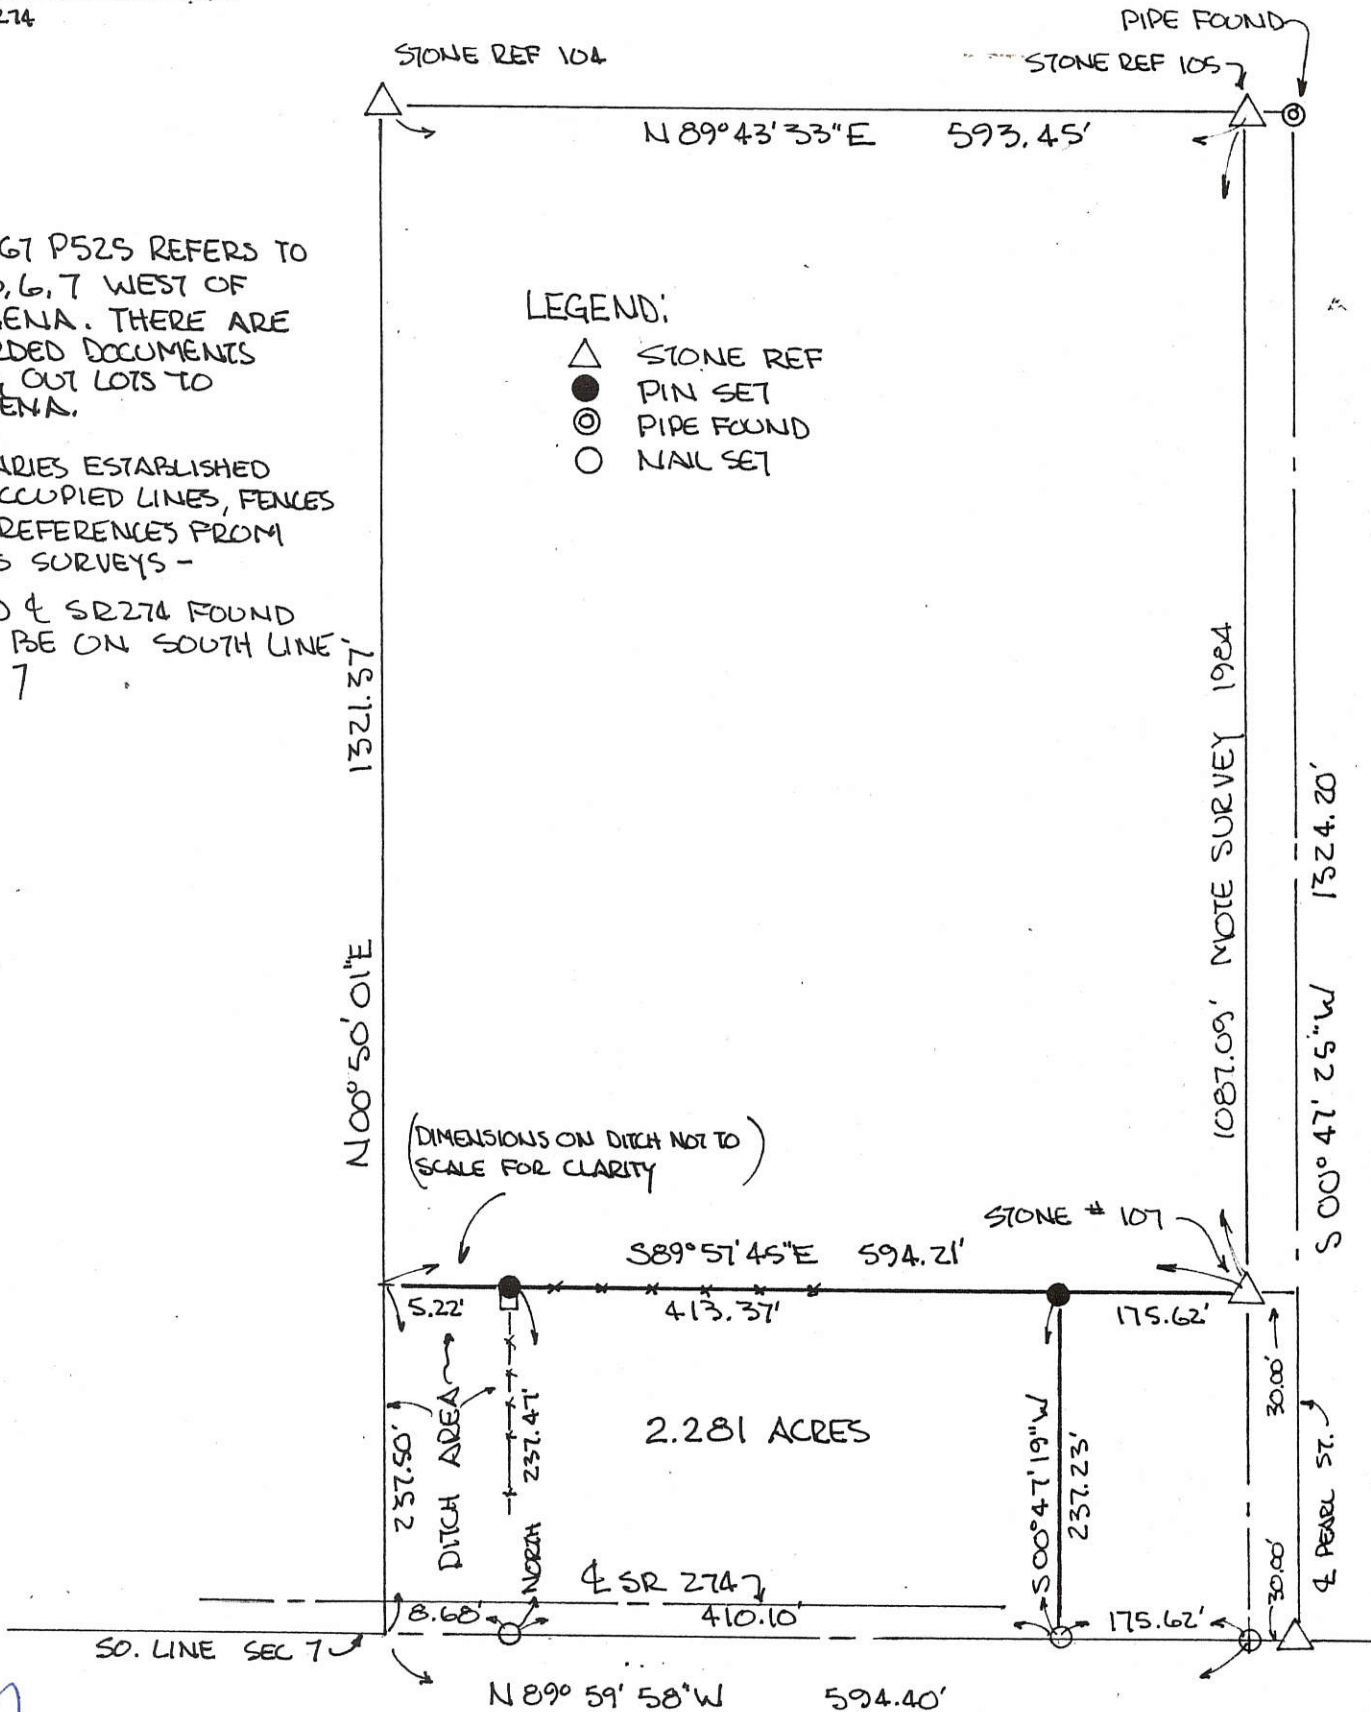 274
PIPE FOUND
STONE REF 104
STONE REF 105
N 89° 43' 33" E 593.45'
67 P525 REFERS TO
6, 7 WEST OF
ENA. THERE ARE
RDED DOCUMENTS
OUT LOTS TO
ENA.
ARIES ESTABLISHED
CCUPIED LINES, FENCES
REFERENCES FROM
S SURVEYS -
℄ SR274 FOUND
BE ON SOUTH LINE
7
LEGEND:
STONE REF
PIN SET
PIPE FOUND
NAIL SET
N00° 50' 01"E 1321.37'
1087.09' MOTE SURVEY 1984
S 00° 47' 25" W 1324.20'
(DIMENSIONS ON DITCH NOT TO
SCALE FOR CLARITY)
STONE # 107
S89° 57' 45"E 594.21'
5.22'
413.37'
175.62'
237.50'
DITCH AREA
237.47'
NORTH
2.281 ACRES
S 00° 47' 19" W
237.23'
30.00'
30.00'
℄ PEARL ST.
℄ SR 274
8.68'
410.10'
175.62'
SO. LINE SEC 7
N 89° 59' 58" W 594.40'